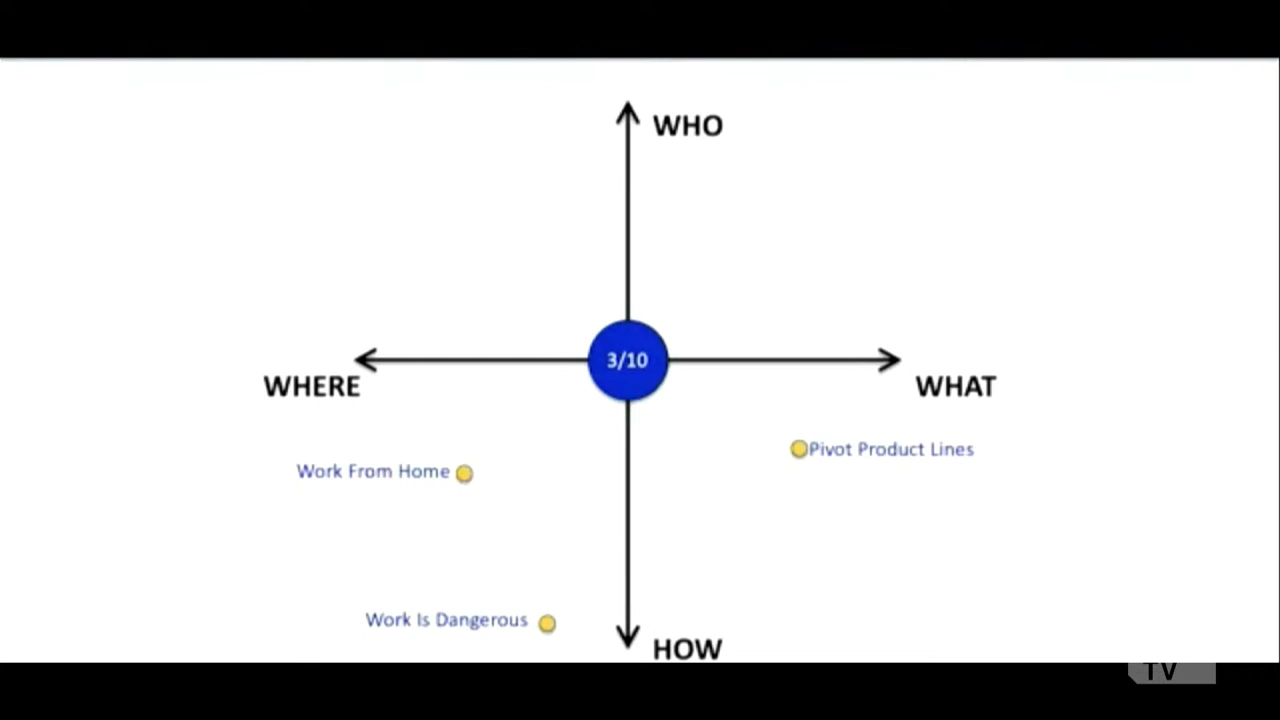 WHO
3/10
WHERE
WHAT
Pivot Product Lines
Work From Home
Work Is Dangerous
HOW
TV